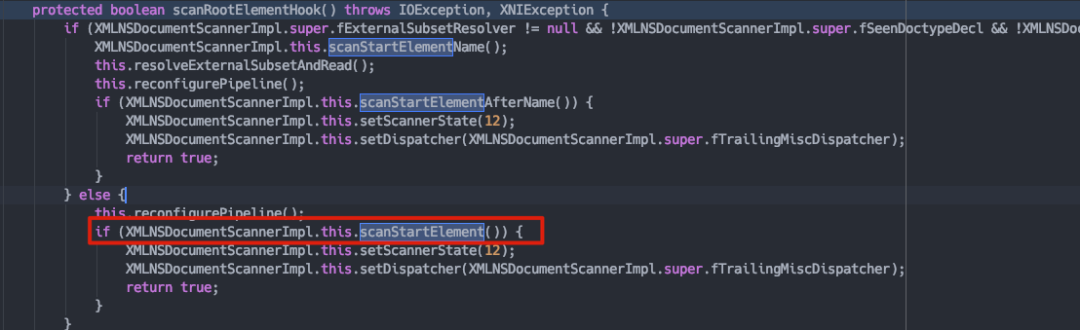 protected boolean scanRootElementHook() throws IOException, XNIException {
if (XMLNSDocumentScannerImpl.super.fExternalSubsetResolver != null && !XMLNSDocumentScannerImpl.super.fSeenDoctypeDecl && !XMLNSDo
XMLNSDocumentScannerImpl.this.scanStartElementName();
this.resolveExternalSubsetAndRead();
this.reconfigurePipeline();
if (XMLNSDocumentScannerImpl.this.scanStartElementAfterName()) {
XMLNSDocumentScannerImpl.this.setScannerState(12);
XMLNSDocumentScannerImpl.this.setDispatcher(XMLNSDocumentScannerImpl.super.fTrailingMiscDispatcher);
return true;
}
} else {
this.reconfigurePipeline();
if (XMLNSDocumentScannerImpl.this.scanStartElement()) {
XMLNSDocumentScannerImpl.this.setScannerState(12);
XMLNSDocumentScannerImpl.this.setDispatcher(XMLNSDocumentScannerImpl.super.fTrailingMiscDispatcher);
return true;
}
}